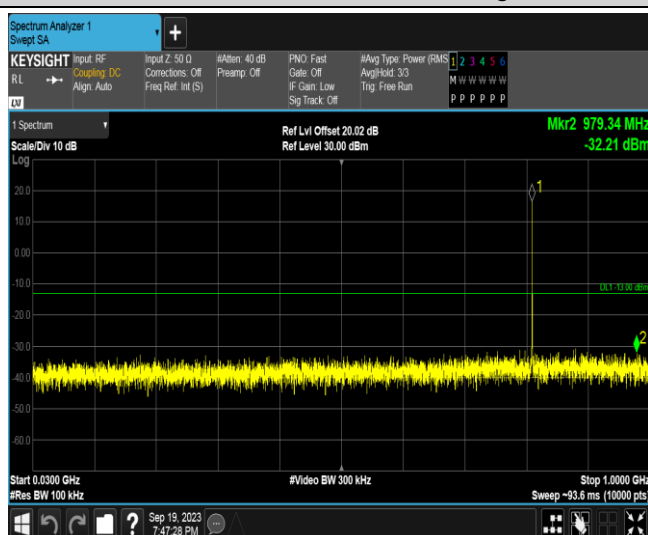 Spectrum Analyzer 1
Swept SA
KEYSIGHT Input: RF Input Z: 50 Ω #Atten: 40 dB PNO: Fast #Avg Type: Power (RMS 1 2 3 4 5 6
RL Coupling: DC Corrections: Off Preamp: Off Gate: Off Avg|Hold: 3/3 M W W W W W
Align: Auto Freq Ref: Int (S) IF Gain: Low Trig: Free Run
Sig Track: Off P P P P P P
LXI
1 Spectrum Ref Lvl Offset 20.02 dB Mkr2 979.34 MHz
Scale/Div 10 dB Ref Level 30.00 dBm -32.21 dBm
Log
1
20.0
10.0
0.00
-10.0
DL1 -13.00 dBm
-20.0
-30.0
2
-40.0
-50.0
-60.0
Start 0.0300 GHz #Video BW 300 kHz Stop 1.0000 GHz
#Res BW 100 kHz Sweep ~93.6 ms (10000 pts)
? Sep 19, 2023
7:47:28 PM